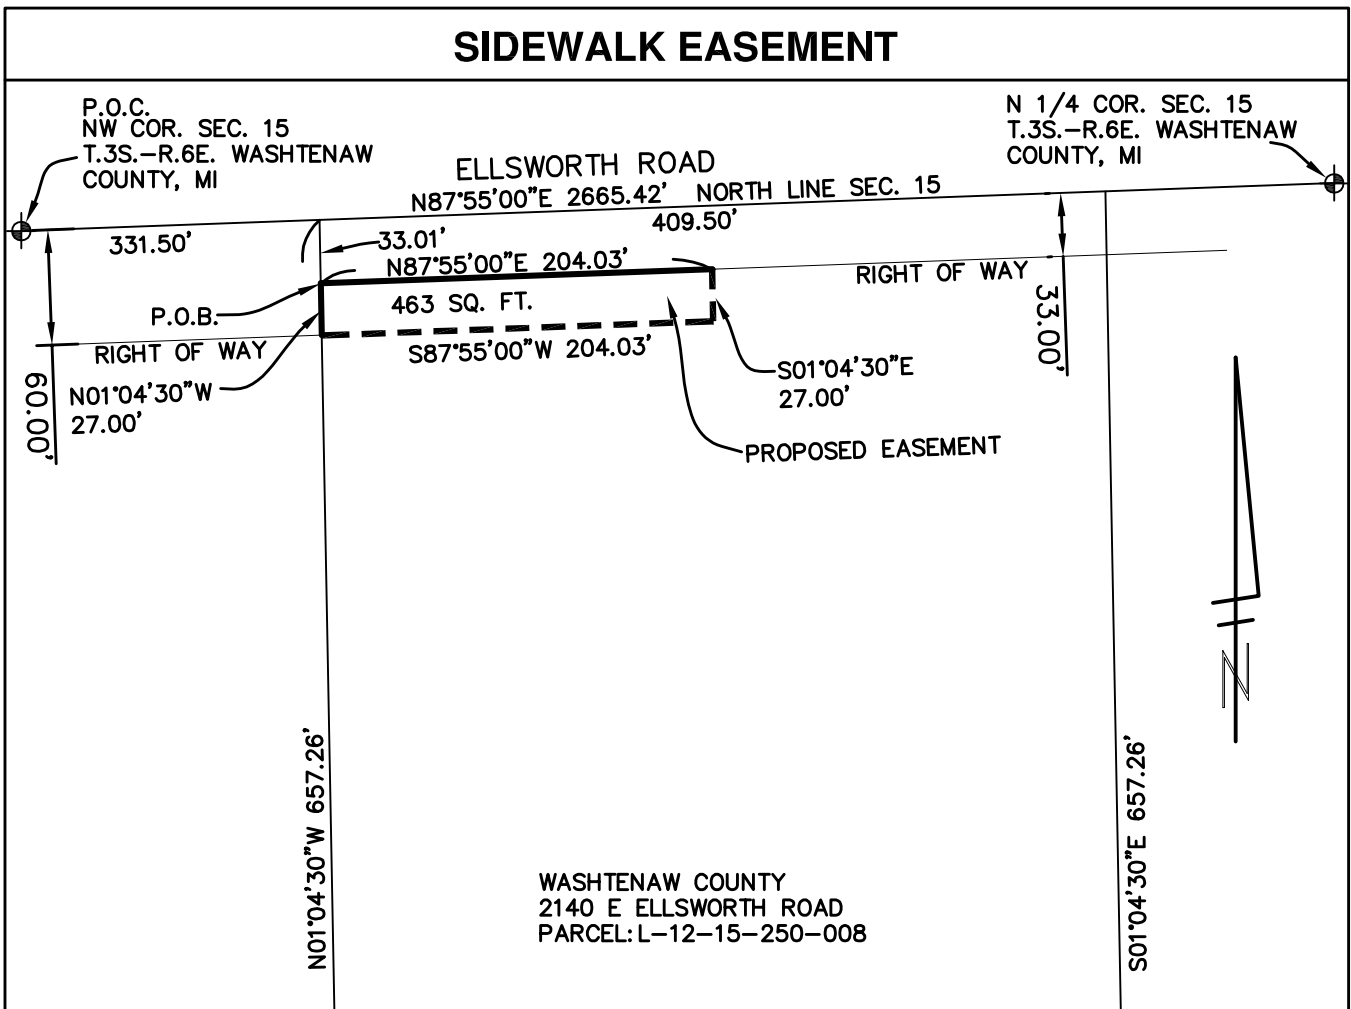 SIDEWALK EASEMENT
P.O.C.
NW COR. SEC. 15
T.3S.-R.6E. WASHTENAW
COUNTY, MI
N 1/4 COR. SEC. 15
T.3S.-R.6E. WASHTENAW
COUNTY, MI
ELLSWORTH ROAD
N87°55'00"E 2665.42' NORTH LINE SEC. 15
331.50'
409.50'
33.01'
N87°55'00"E 204.03'
RIGHT OF WAY
463 SQ. FT.
P.O.B.
33.00'
RIGHT OF WAY
S87°55'00"W 204.03'
S01°04'30"E
27.00'
60.00'
N01°04'30"W
27.00'
PROPOSED EASEMENT
N
N01°04'30"W 657.26'
S01°04'30"E 657.26'
WASHTENAW COUNTY
2140 E ELLSWORTH ROAD
PARCEL: L-12-15-250-008